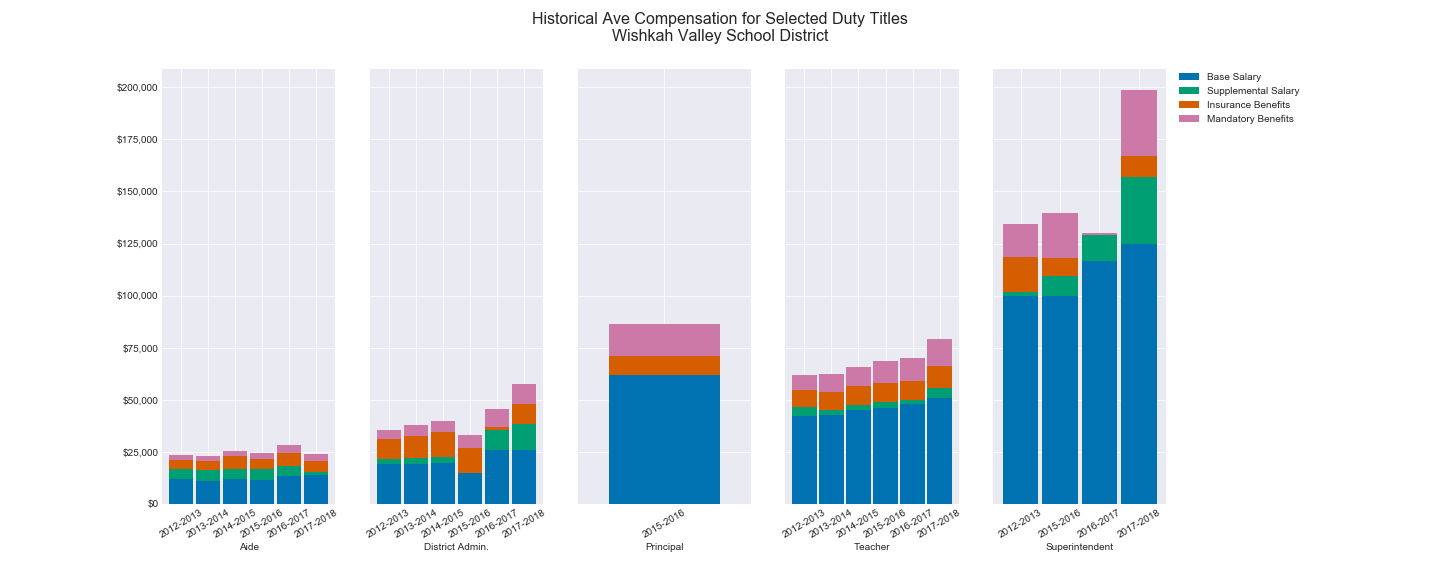 Historical Ave Compensation for Selected Duty Titles
Wishkah Valley School District
$200,000
$175,000
$150,000
$125,000
$100,000
$75,000
$50,000
$25,000
$0
2012-2013
2013-2014
2014-2015
2015-2016
2016-2017
2017-2018
Aide
2012-2013
2013-2014
2014-2015
2015-2016
2016-2017
2017-2018
District Admin.
2015-2016
Principal
2012-2013
2013-2014
2014-2015
2015-2016
2016-2017
2017-2018
Teacher
2012-2013
2015-2016
2016-2017
2017-2018
Superintendent
Base Salary
Supplemental Salary
Insurance Benefits
Mandatory Benefits